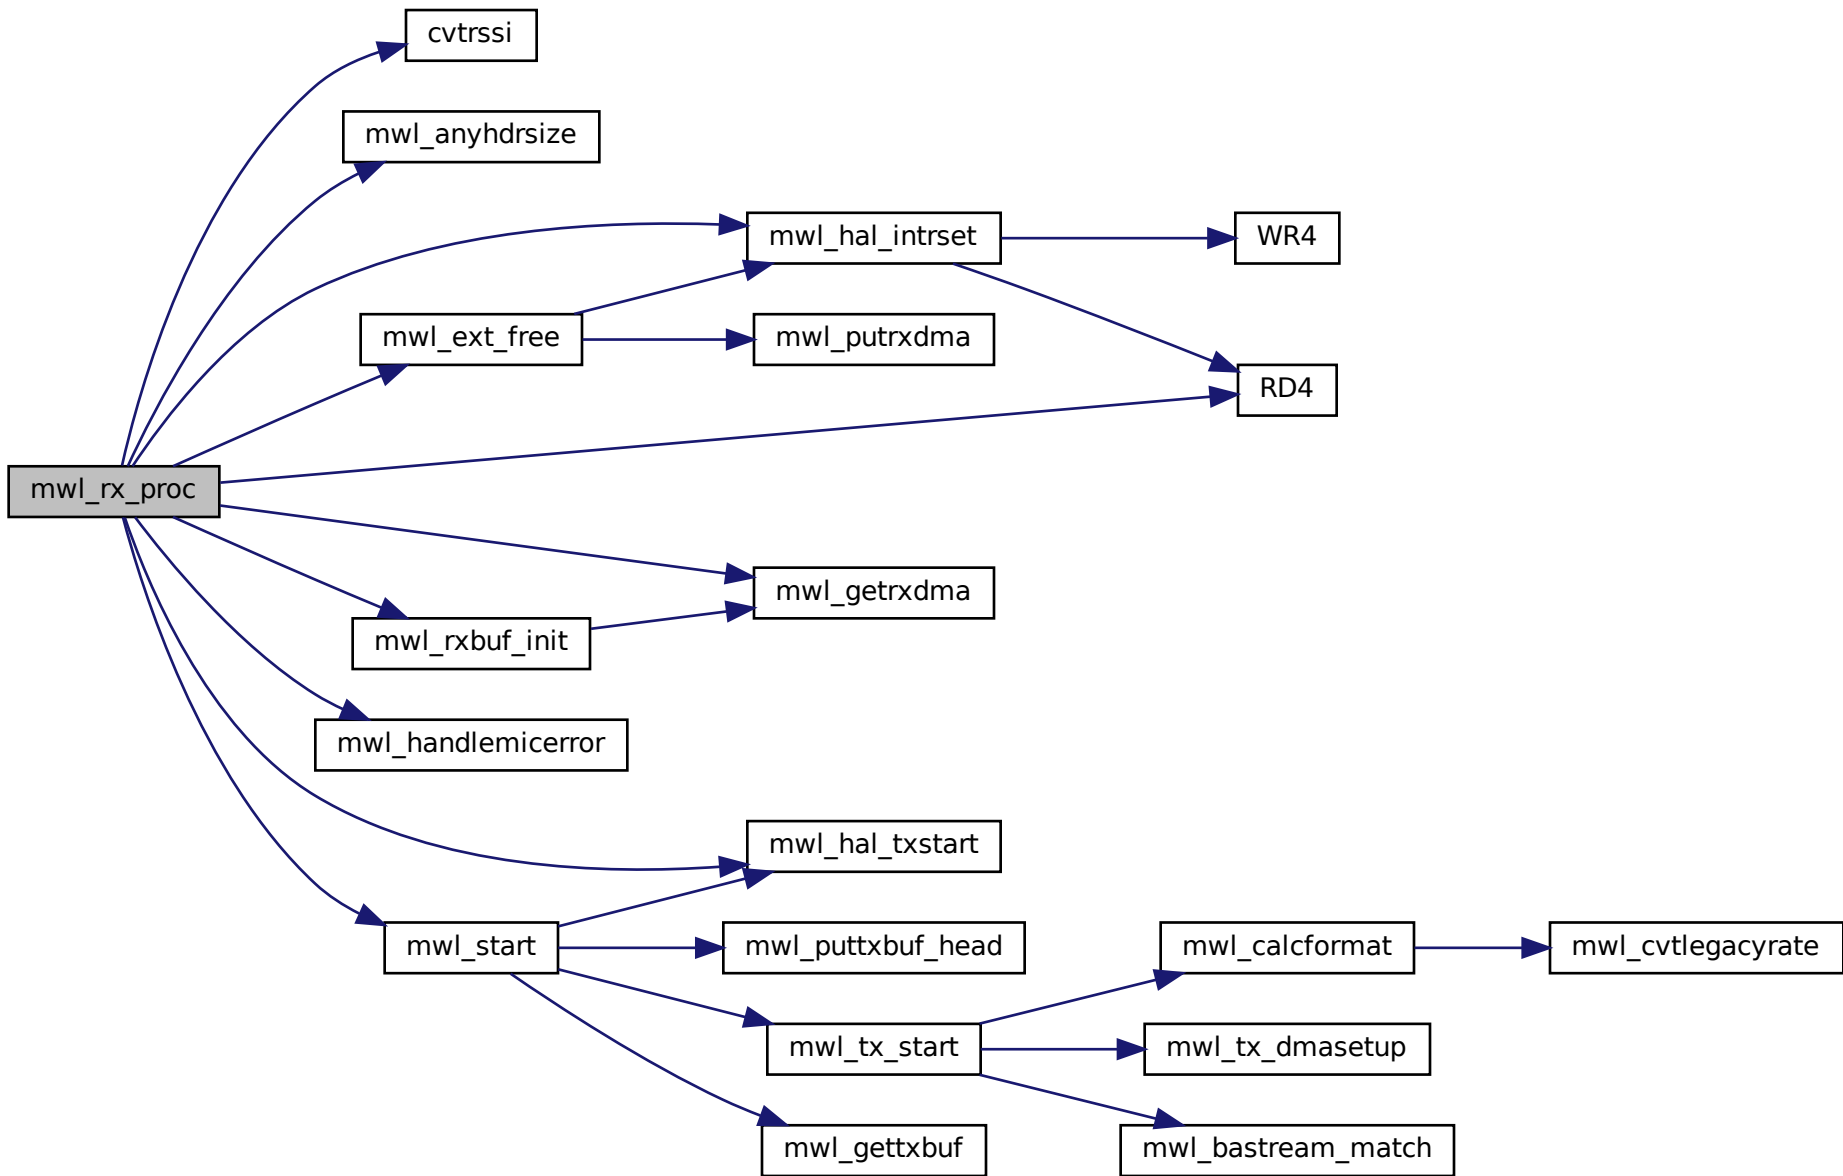 cvtrssi
mwl_anyhdrsize
mwl_hal_intrset
WR4
mwl_ext_free
mwl_putrxdma
RD4
mwl_rx_proc
mwl_getrxdma
mwl_rxbuf_init
mwl_handlemicerror
mwl_hal_txstart
mwl_start
mwl_puttxbuf_head
mwl_calcformat
mwl_cvtlegacyrate
mwl_tx_start
mwl_tx_dmasetup
mwl_gettxbuf
mwl_bastream_match